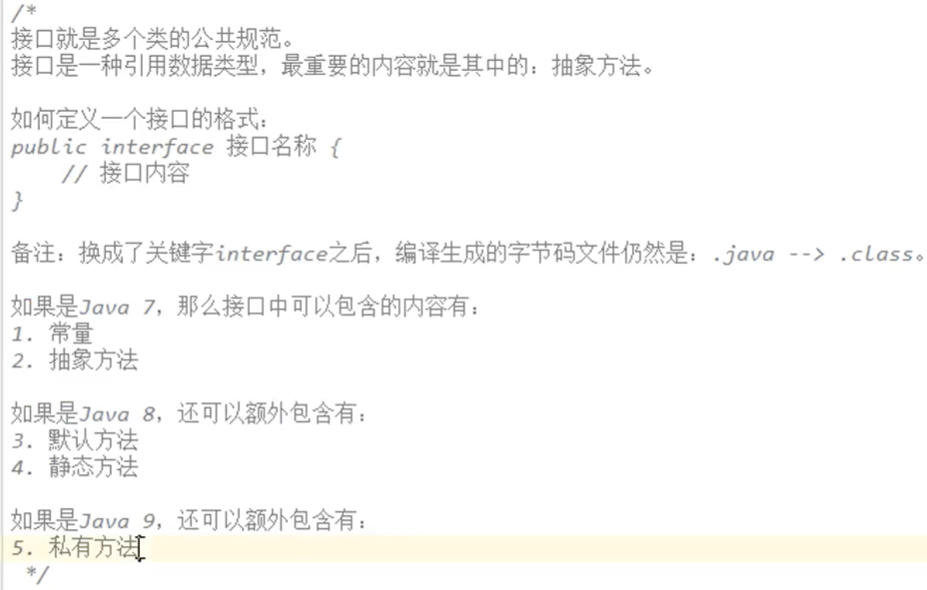 /*
接口就是多个类的公共规范。
接口是一种引用数据类型，最重要的内容就是其中的：抽象方法。
如何定义一个接口的格式：
public interface 接口名称 {
// 接口内容
}
备注：换成了关键字interface之后，编译生成的字节码文件仍然是：.java --> .class。
如果是Java 7，那么接口中可以包含的内容有：
1. 常量
2. 抽象方法
如果是Java 8，还可以额外包含有：
3. 默认方法
4. 静态方法
如果是Java 9，还可以额外包含有：
5. 私有方法
*/